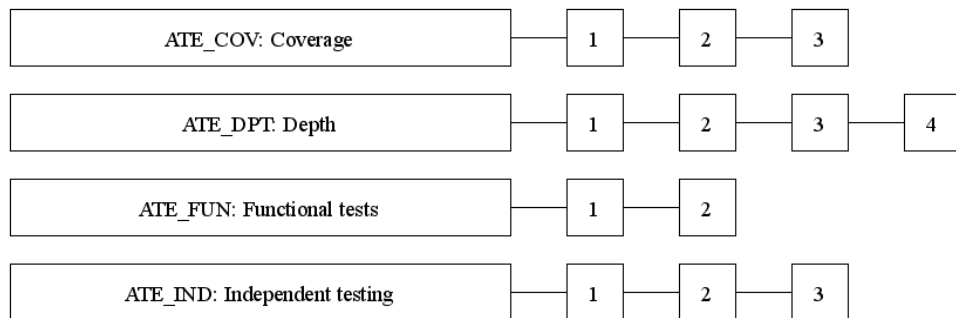 ATE_COV: Coverage 1 2 3
ATE_DPT: Depth 1 2 3 4
ATE_FUN: Functional tests 1 2
ATE_IND: Independent testing 1 2 3